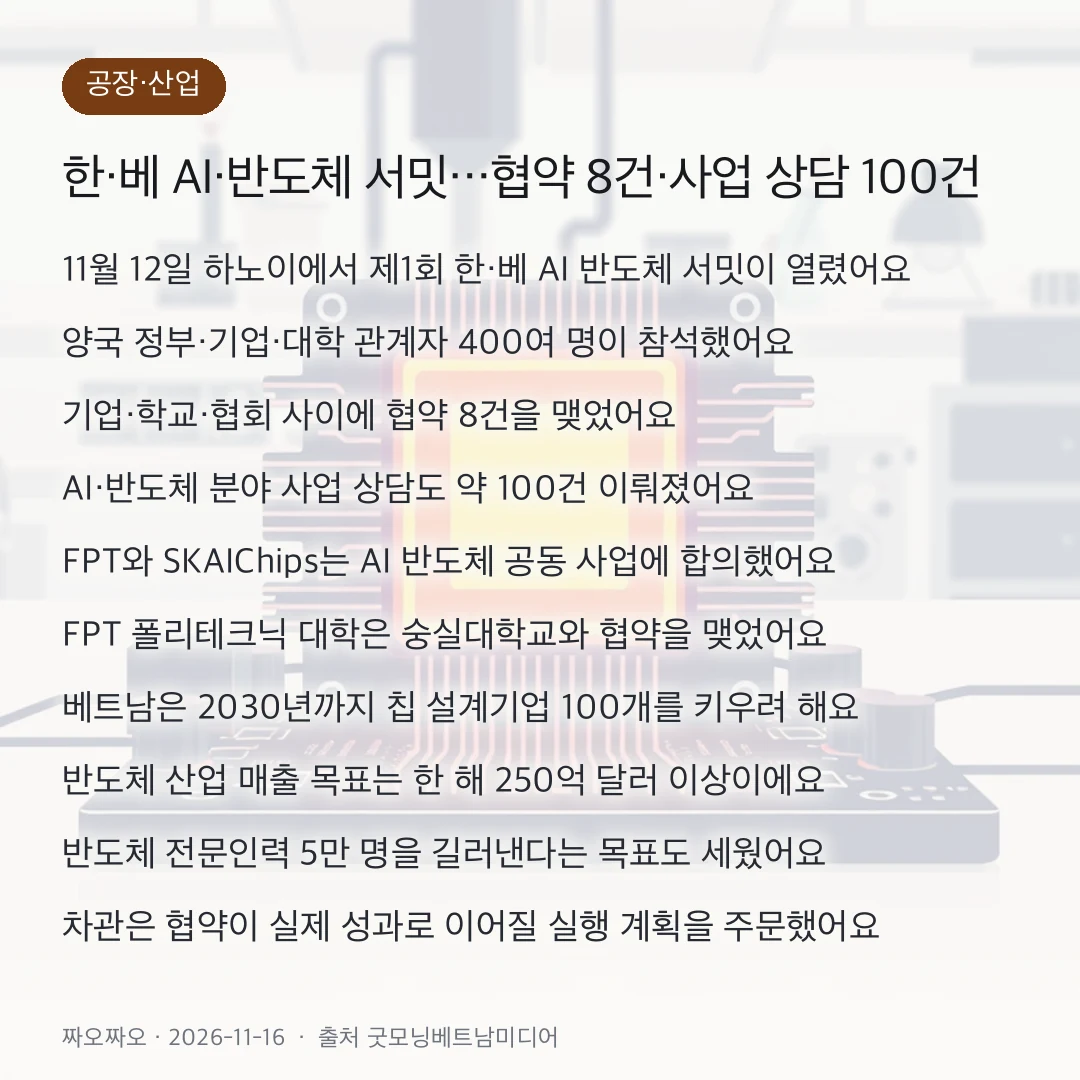 공장·산업
한·베 AI·반도체 서밋…협약 8건·사업 상담 100건
11월 12일 하노이에서 제1회 한·베 AI 반도체 서밋이 열렸어요
양국 정부·기업·대학 관계자 400여 명이 참석했어요
기업·학교·협회 사이에 협약 8건을 맺었어요
AI·반도체 분야 사업 상담도 약 100건 이뤄졌어요
FPT와 SKAIChips는 AI 반도체 공동 사업에 합의했어요
FPT 폴리테크닉 대학은 숭실대학교와 협약을 맺었어요
베트남은 2030년까지 칩 설계기업 100개를 키우려 해요
반도체 산업 매출 목표는 한 해 250억 달러 이상이에요
반도체 전문인력 5만 명을 길러낸다는 목표도 세웠어요
차관은 협약이 실제 성과로 이어질 실행 계획을 주문했어요
짜오짜오 · 2026-11-16 · 출처 굿모닝베트남미디어